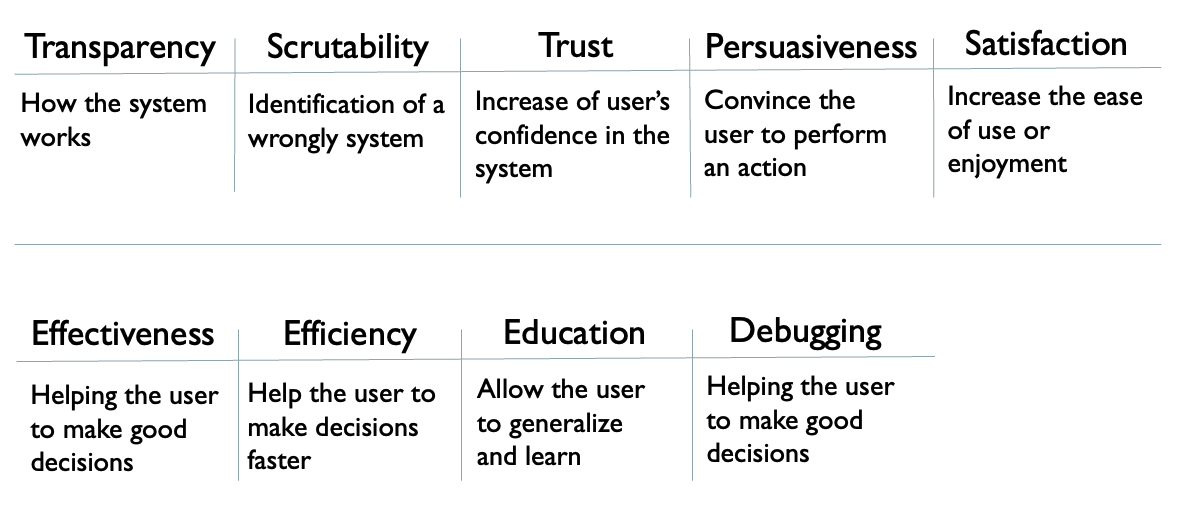 Transparency
Scrutability
Trust
Persuasiveness
Satisfaction
How the system
works
Identification of a
wrongly system
Increase of user's
confidence in the
system
Convince the
user to perform
an action
Increase the ease
of use or
enjoyment
Effectiveness
Efficiency
Education
Debugging
Helping the user
to make good
decisions
Help the user to
make decisions
faster
Allow the user
to generalize
and learn
Helping the user
to make good
decisions